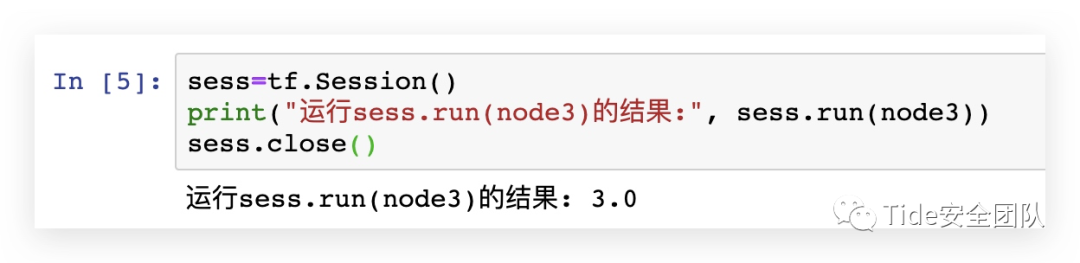 In [5]:
sess=tf.Session()
print("运行sess.run(node3)的结果:", sess.run(node3))
sess.close()
运行sess.run(node3)的结果: 3.0
Tide安全团队